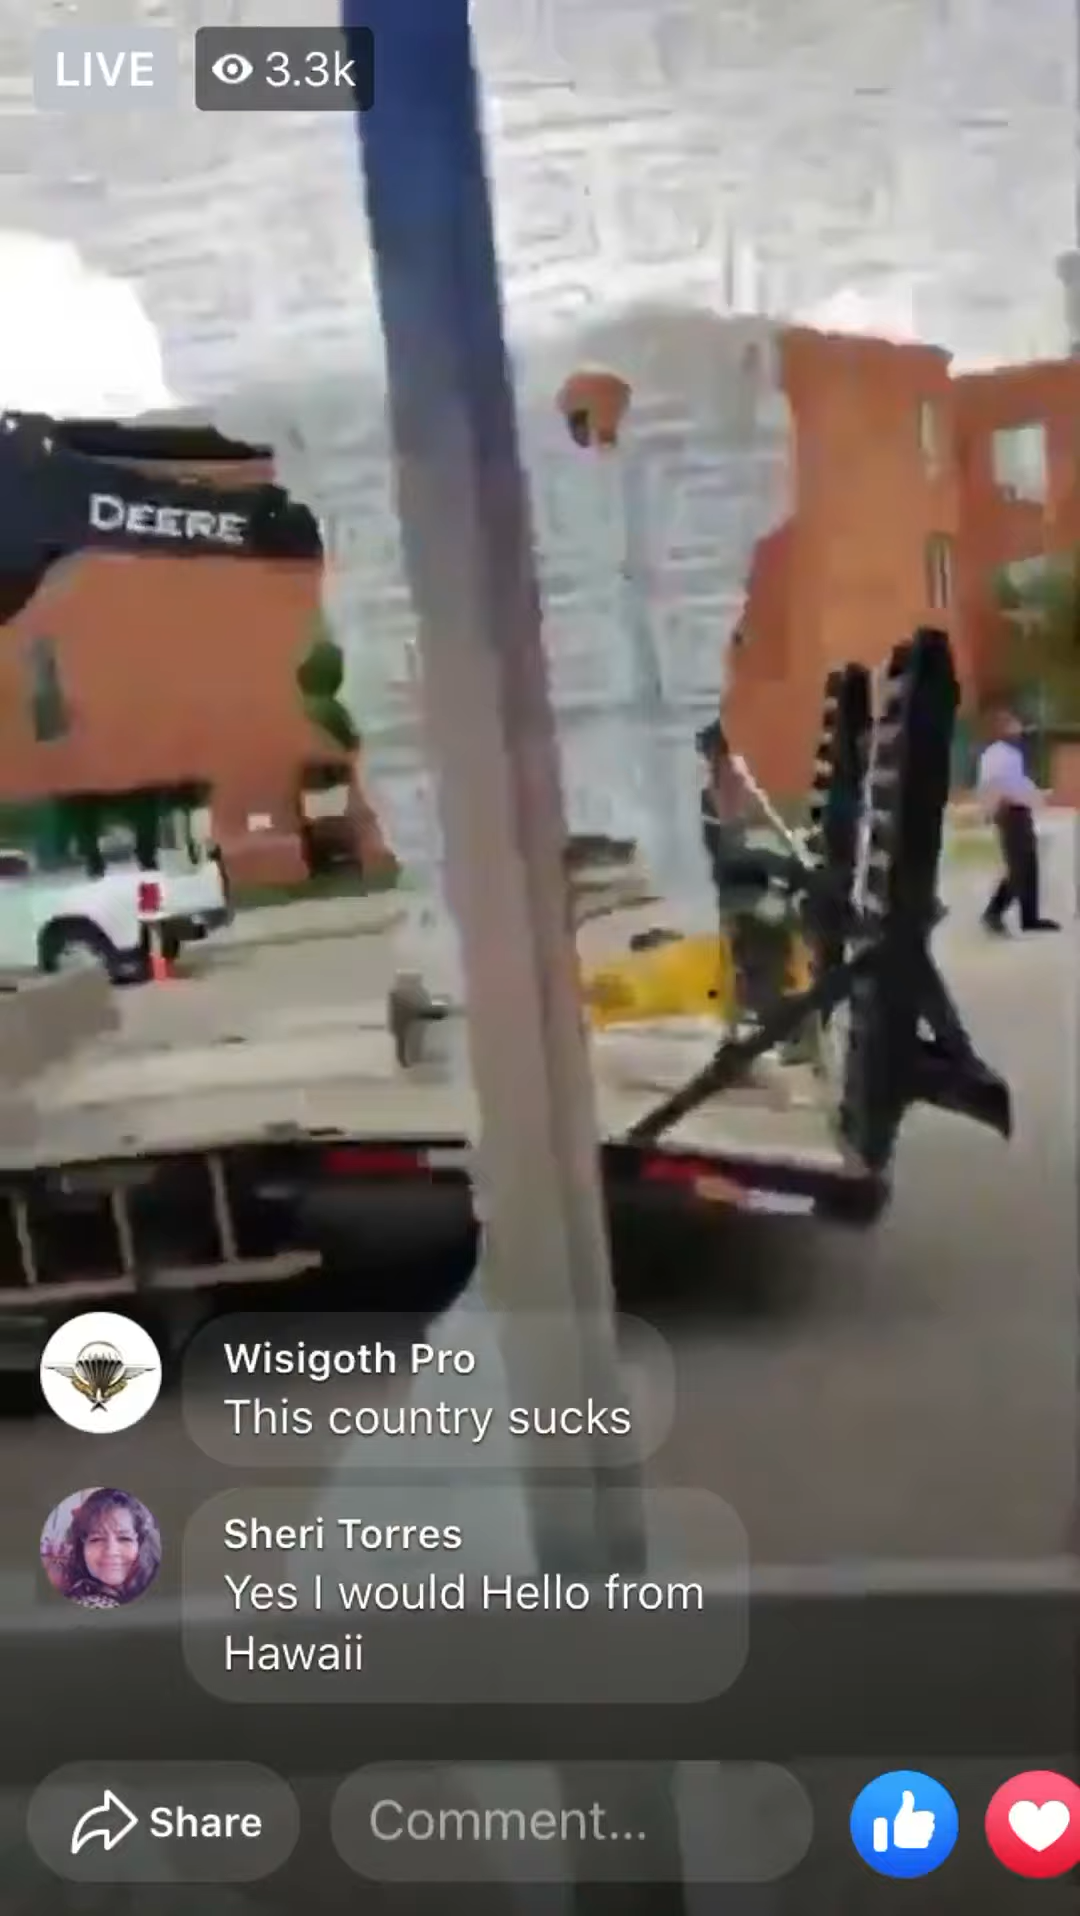 LIVE 3.3k
DEERE
Wisigoth Pro
This country sucks
Sheri Torres
Yes I would Hello from
Hawaii
Share Comment...